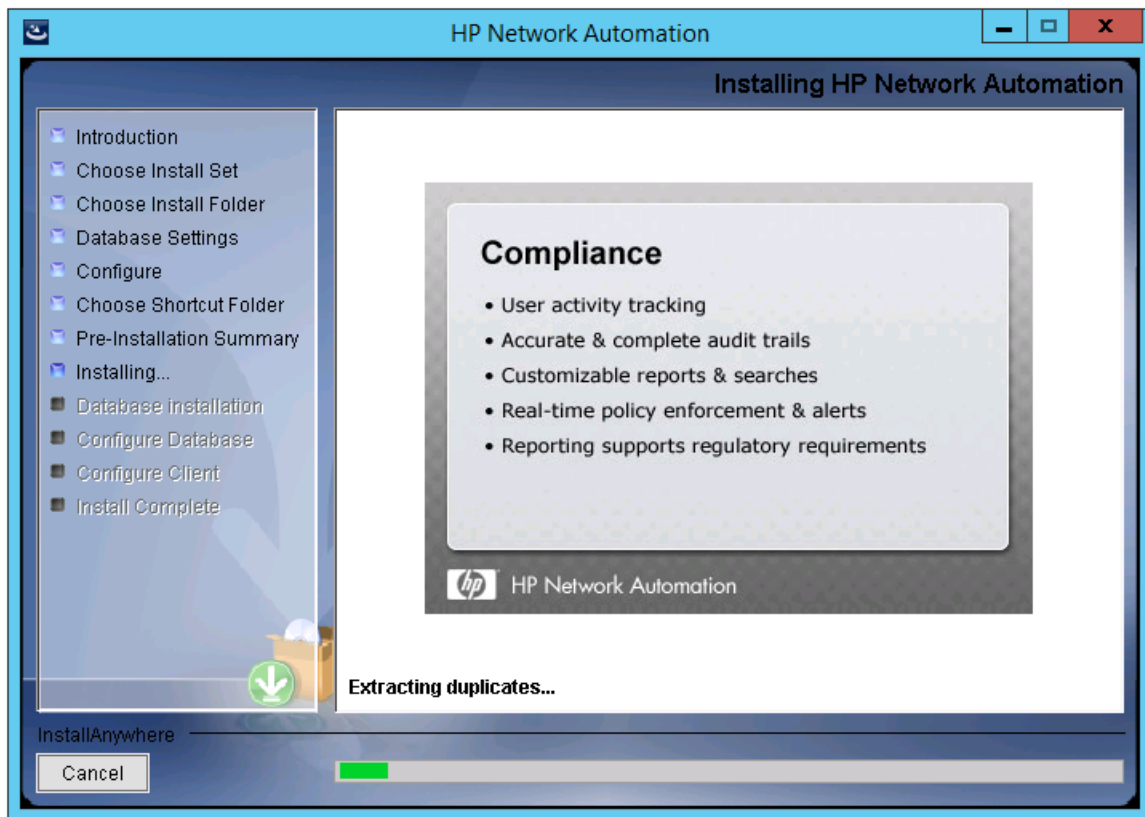 HP Network Automation
X
Installing HP Network Automation
Introduction
Choose Install Set
Choose Install Folder
Database Settings
Configure
Choose Shortcut Folder
Pre-Installation Summary
Installing...
Database installation
Configure Database
Configure Client
Install Complete
Compliance
• User activity tracking
• Accurate & complete audit trails
• Customizable reports & searches
• Real-time policy enforcement & alerts
• Reporting supports regulatory requirements
hp HP Network Automation
Extracting duplicates...
InstallAnywhere
Cancel